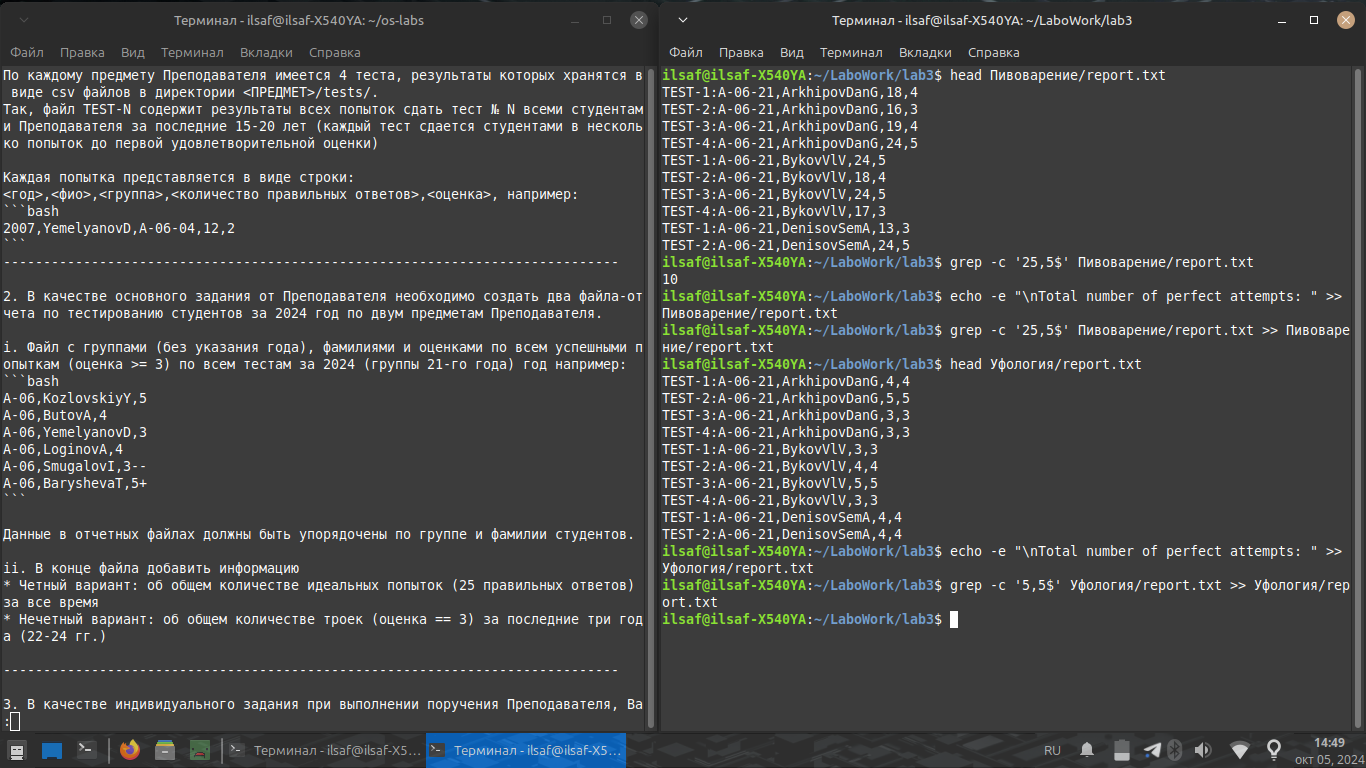 Терминал - ilsaf@ilsaf-X540YA: ~/os-labs
Файл Правка Вид Терминал Вкладки Справка
По каждому предмету Преподавателя имеется 4 теста, результаты которых хранятся в
виде csv файлов в директории <ПРЕДМЕТ>/tests/.
Так, файл TEST-N содержит результаты всех попыток сдать тест № N всеми студентам
и Преподавателя за последние 15-20 лет (каждый тест сдается студентами в несколь
ко попыток до первой удовлетворительной оценки)
Каждая попытка представляется в виде строки:
<год>,<фио>,<группа>,<количество правильных ответов>,<оценка>, например:
```bash
2007,YemelyanovD,A-06-04,12,2
```
-----------------------------------------------------------------------------
2. В качестве основного задания от Преподавателя необходимо создать два файла-от
чета по тестированию студентов за 2024 год по двум предметам Преподавателя.
i. Файл с группами (без указания года), фамилиями и оценками по всем успешными п
опыткам (оценка >= 3) по всем тестам за 2024 (группы 21-го года) год например:
```bash
A-06,KozlovskiyY,5
A-06,ButovA,4
A-06,YemelyanovD,3
A-06,LoginovA,4
A-06,SmugalovI,3--
A-06,BaryshevaT,5+
```
Данные в отчетных файлах должны быть упорядочены по группе и фамилии студентов.
ii. В конце файла добавить информацию
* Четный вариант: об общем количестве идеальных попыток (25 правильных ответов)
за все время
* Нечетный вариант: об общем количестве троек (оценка == 3) за последние три год
а (22-24 гг.)
-----------------------------------------------------------------------------
3. В качестве индивидуального задания при выполнении поручения Преподавателя, Ва
:
Терминал - ilsaf@ilsaf-X540YA: ~/LaboWork/lab3
Файл Правка Вид Терминал Вкладки Справка
ilsaf@ilsaf-X540YA:~/LaboWork/lab3$ head Пивоварение/report.txt
TEST-1:A-06-21,ArkhipovDanG,18,4
TEST-2:A-06-21,ArkhipovDanG,16,3
TEST-3:A-06-21,ArkhipovDanG,19,4
TEST-4:A-06-21,ArkhipovDanG,24,5
TEST-1:A-06-21,BykovVlV,24,5
TEST-2:A-06-21,BykovVlV,18,4
TEST-3:A-06-21,BykovVlV,24,5
TEST-4:A-06-21,BykovVlV,17,3
TEST-1:A-06-21,DenisovSemA,13,3
TEST-2:A-06-21,DenisovSemA,24,5
ilsaf@ilsaf-X540YA:~/LaboWork/lab3$ grep -c '25,5$' Пивоварение/report.txt
10
ilsaf@ilsaf-X540YA:~/LaboWork/lab3$ echo -e "\nTotal number of perfect attempts: " >>
Пивоварение/report.txt
ilsaf@ilsaf-X540YA:~/LaboWork/lab3$ grep -c '25,5$' Пивоварение/report.txt >> Пивоваре
ние/report.txt
ilsaf@ilsaf-X540YA:~/LaboWork/lab3$ head Уфология/report.txt
TEST-1:A-06-21,ArkhipovDanG,4,4
TEST-2:A-06-21,ArkhipovDanG,5,5
TEST-3:A-06-21,ArkhipovDanG,3,3
TEST-4:A-06-21,ArkhipovDanG,3,3
TEST-1:A-06-21,BykovVlV,3,3
TEST-2:A-06-21,BykovVlV,4,4
TEST-3:A-06-21,BykovVlV,5,5
TEST-4:A-06-21,BykovVlV,3,3
TEST-1:A-06-21,DenisovSemA,4,4
TEST-2:A-06-21,DenisovSemA,4,4
ilsaf@ilsaf-X540YA:~/LaboWork/lab3$ echo -e "\nTotal number of perfect attempts: " >>
Уфология/report.txt
ilsaf@ilsaf-X540YA:~/LaboWork/lab3$ grep -c '5,5$' Уфология/report.txt >> Уфология/rep
ort.txt
ilsaf@ilsaf-X540YA:~/LaboWork/lab3$
Терминал - ilsaf@ilsaf-X5...
Терминал - ilsaf@ilsaf-X5...
RU
14:49
окт 05, 2024